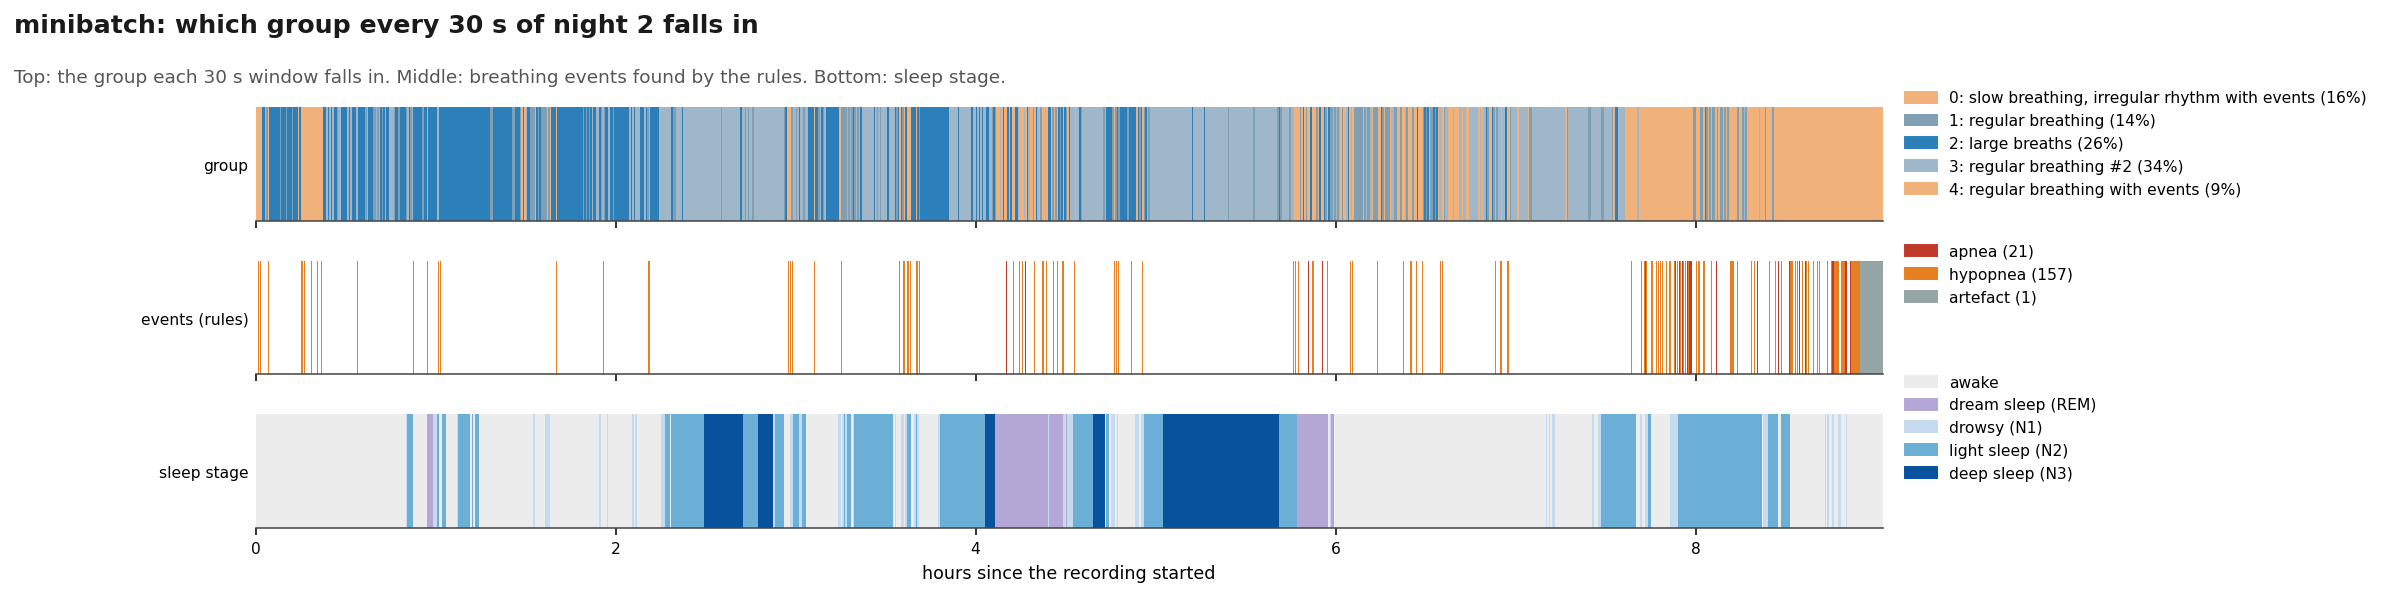 minibatch: which group every 30 s of night 2 falls in
Top: the group each 30 s window falls in. Middle: breathing events found by the rules. Bottom: sleep stage.
group
0: slow breathing, irregular rhythm with events (16%)
1: regular breathing (14%)
2: large breaths (26%)
3: regular breathing #2 (34%)
4: regular breathing with events (9%)
events (rules)
apnea (21)
hypopnea (157)
artefact (1)
sleep stage
awake
dream sleep (REM)
drowsy (N1)
light sleep (N2)
deep sleep (N3)
0 2 4 6 8
hours since the recording started